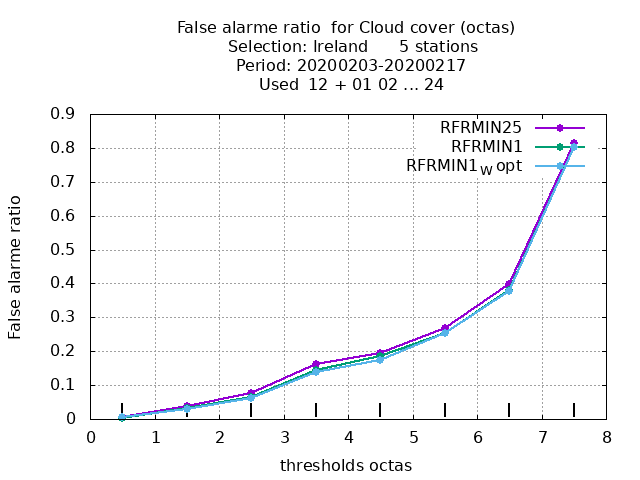 False alarme ratio  for Cloud cover (octas)
Selection: Ireland      5 stations
Period: 20200203-20200217
Used  12 + 01 02 ... 24
RFRMIN25
RFRMIN1
RFRMIN1W opt
False alarme ratio
0.9
0.8
0.7
0.6
0.5
0.4
0.3
0.2
0.1
0
0 1 2 3 4 5 6 7 8
thresholds octas